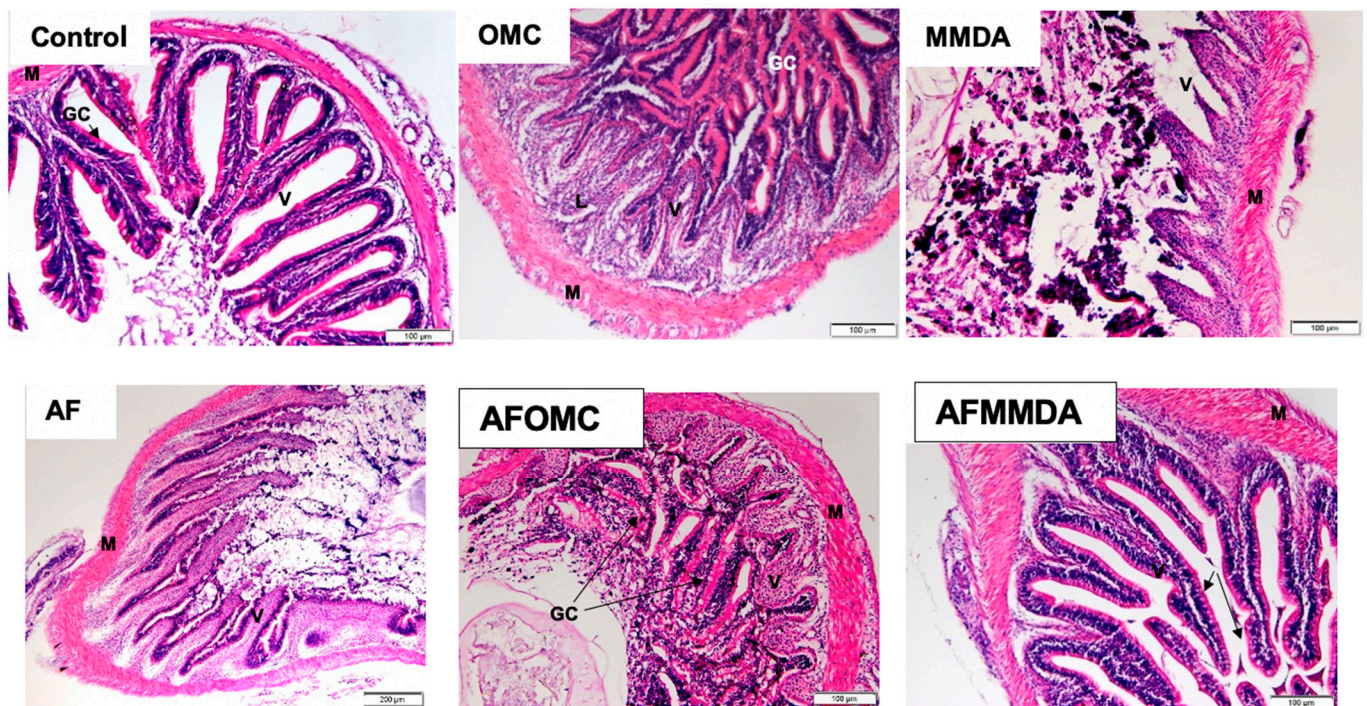 Control
M
GC
V
100 µm
OMC
GC
L
V
M
100 µm
MMDA
V
M
100 µm
AF
M
V
200 µm
AFOMC
M
GC
V
100 µm
AFMMDA
M
V
100 µm